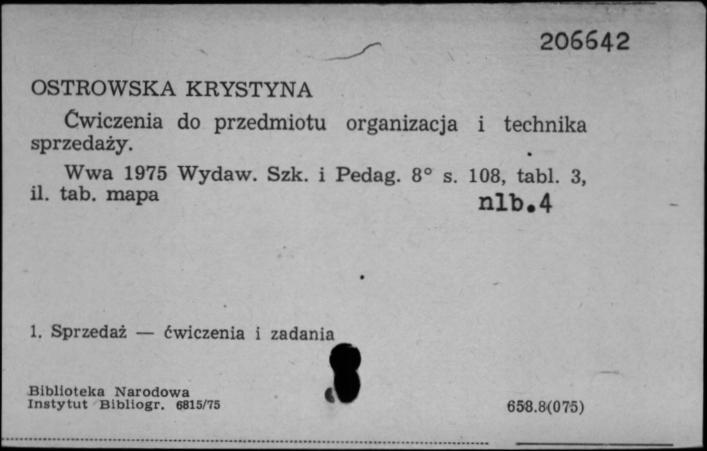 206642
OSTROWSKA KRYSTYNA
Ćwiczenia do przedmiotu organizacja i technika
sprzedaży.
Wwa 1975 Wydaw. Szk. i Pedag. 8° s. 108, tabl. 3,
il. tab. mapa
nlb.4
1. Sprzedaż — ćwiczenia i zadania
Biblioteka Narodowa
Instytut Bibliogr. 6815/75
658.8(075)